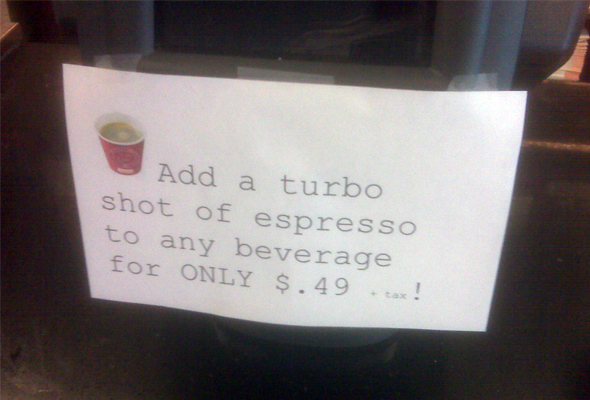 Add a turbo
shot of espresso
to any beverage
for ONLY $.49 + tax!